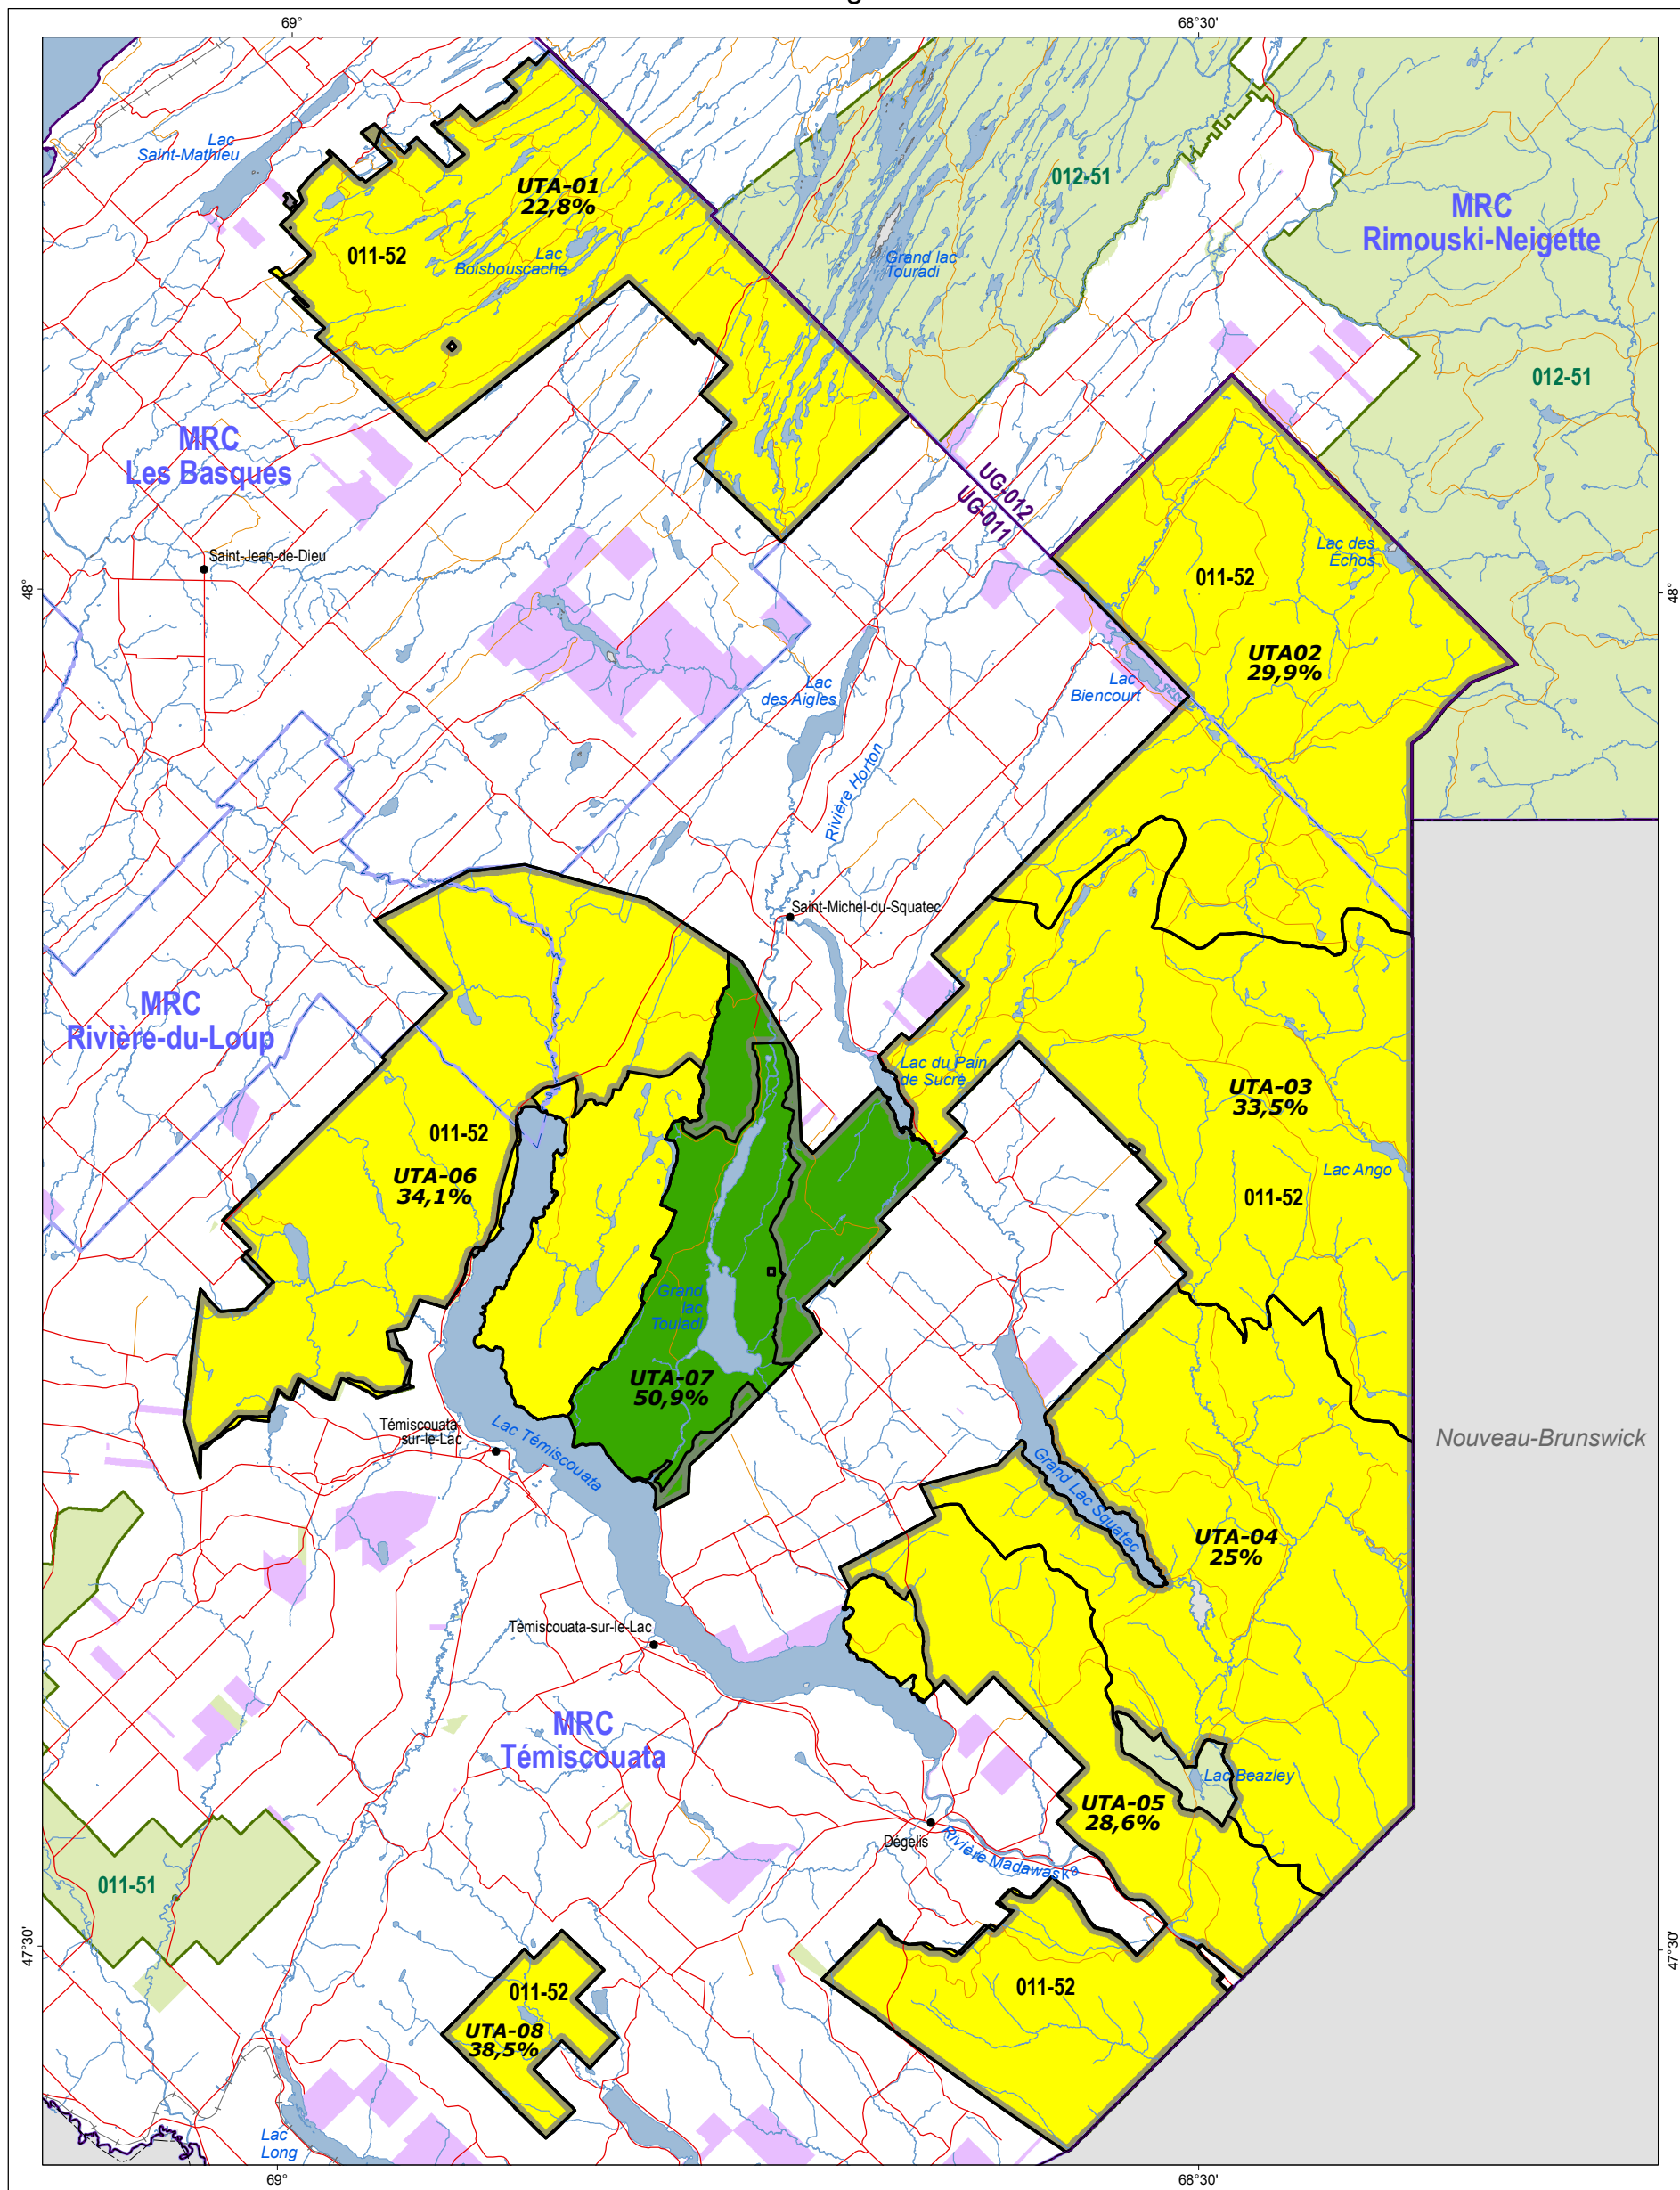 69°
68°30'
Lac
Saint-Mathieu
UTA-01
22,8%
012-51
MRC
Rimouski-Neigette
011-52
Lac
Boisbouscache
Grand lac
Touradi
012-51
MRC
Les Basques
UG-012
UG-011
Saint-Jean-de-Dieu
Lac des
Échos
011-52
48°
48°
UTA02
29,9%
Lac
des Aigles
Lac
Biencourt
Rivière Horton
Saint-Michel-du-Squatec
MRC
Rivière-du-Loup
Lac du Pain
de Sucre
UTA-03
33,5%
011-52
UTA-06
34,1%
Lac Ango
011-52
Grand
lac
Touladi
UTA-07
50,9%
Témiscouata-
sur-le-Lac
Lac Témiscouata
Nouveau-Brunswick
Grand Lac Squatec
UTA-04
25%
Témiscouata-sur-le-Lac
MRC
Témiscouata
Lac Beazley
UTA-05
28,6%
Dégelis
Rivière Madawaska
011-51
47°30'
47°30'
011-52
011-52
UTA-08
38,5%
Lac
Long
69°
68°30'